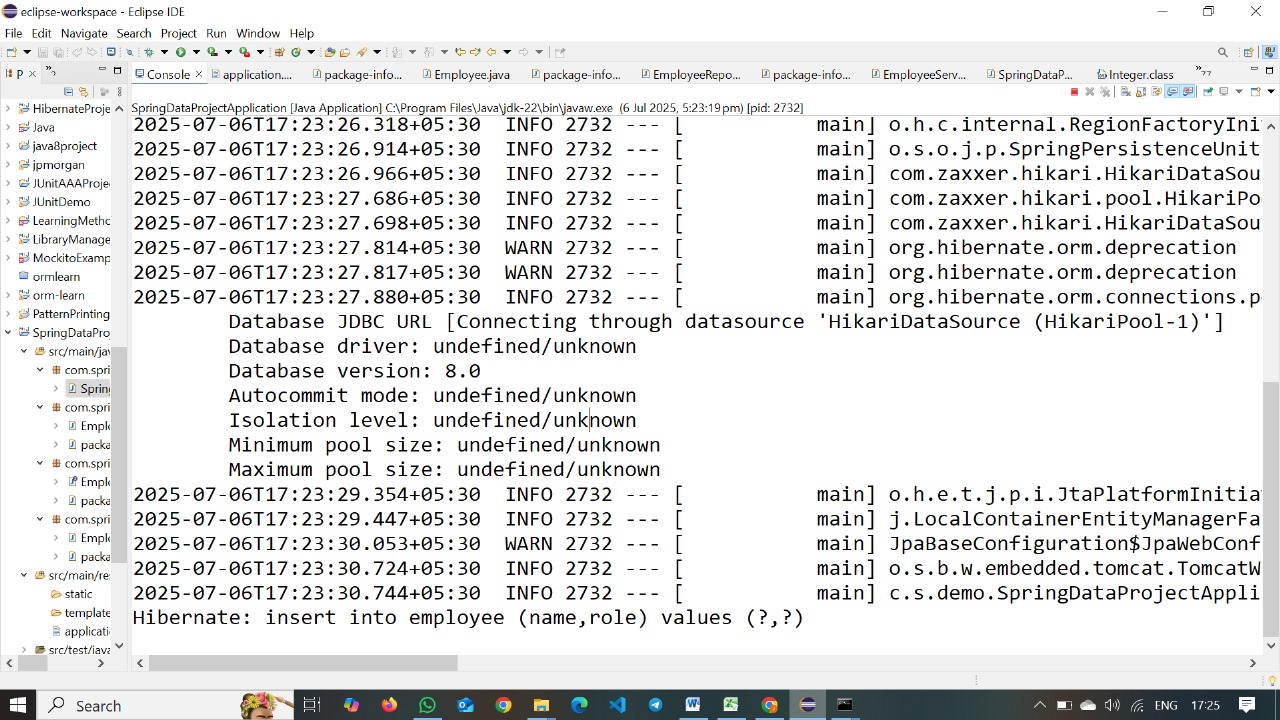 eclipse-workspace - Eclipse IDE
File Edit Navigate Search Project Run Window Help
P Console application.... package-info... Employee.java package-info... EmployeeRepo... package-info... EmployeeServ... SpringDataP... Integer.class 77
SpringDataProjectApplication [Java Application] C:\Program Files\Java\jdk-22\bin\javaw.exe (6 Jul 2025, 5:23:19 pm) [pid: 2732]
HibernateProje
Java
java8project
jpmorgan
JUnitAAAProje
JUnitDemo
LearningMetho
LibraryManage
MockitoExamp
ormlearn
orm-learn
PatternPrinting
SpringDataPro
src/main/jav
com.spri
Spring
com.spri
Emplo
packa
com.spri
Emplo
packa
com.spri
Emplo
packa
src/main/res
static
template
applicati
src/test/java
2025-07-06T17:23:26.318+05:30 INFO 2732 --- [ main] o.h.c.internal.RegionFactoryIni
2025-07-06T17:23:26.914+05:30 INFO 2732 --- [ main] o.s.o.j.p.SpringPersistenceUnit
2025-07-06T17:23:26.966+05:30 INFO 2732 --- [ main] com.zaxxer.hikari.HikariDataSou
2025-07-06T17:23:27.686+05:30 INFO 2732 --- [ main] com.zaxxer.hikari.pool.HikariPo
2025-07-06T17:23:27.698+05:30 INFO 2732 --- [ main] com.zaxxer.hikari.HikariDataSou
2025-07-06T17:23:27.814+05:30 WARN 2732 --- [ main] org.hibernate.orm.deprecation
2025-07-06T17:23:27.817+05:30 WARN 2732 --- [ main] org.hibernate.orm.deprecation
2025-07-06T17:23:27.880+05:30 INFO 2732 --- [ main] org.hibernate.orm.connections.p
Database JDBC URL [Connecting through datasource 'HikariDataSource (HikariPool-1)']
Database driver: undefined/unknown
Database version: 8.0
Autocommit mode: undefined/unknown
Isolation level: undefined/unknown
Minimum pool size: undefined/unknown
Maximum pool size: undefined/unknown
2025-07-06T17:23:29.354+05:30 INFO 2732 --- [ main] o.h.e.t.j.p.i.JtaPlatformInitia
2025-07-06T17:23:29.447+05:30 INFO 2732 --- [ main] j.LocalContainerEntityManagerFa
2025-07-06T17:23:30.053+05:30 WARN 2732 --- [ main] JpaBaseConfiguration$JpaWebConf
2025-07-06T17:23:30.724+05:30 INFO 2732 --- [ main] o.s.b.w.embedded.tomcat.TomcatW
2025-07-06T17:23:30.744+05:30 INFO 2732 --- [ main] c.s.demo.SpringDataProjectAppli
Hibernate: insert into employee (name,role) values (?,?)
Search ENG 17:25